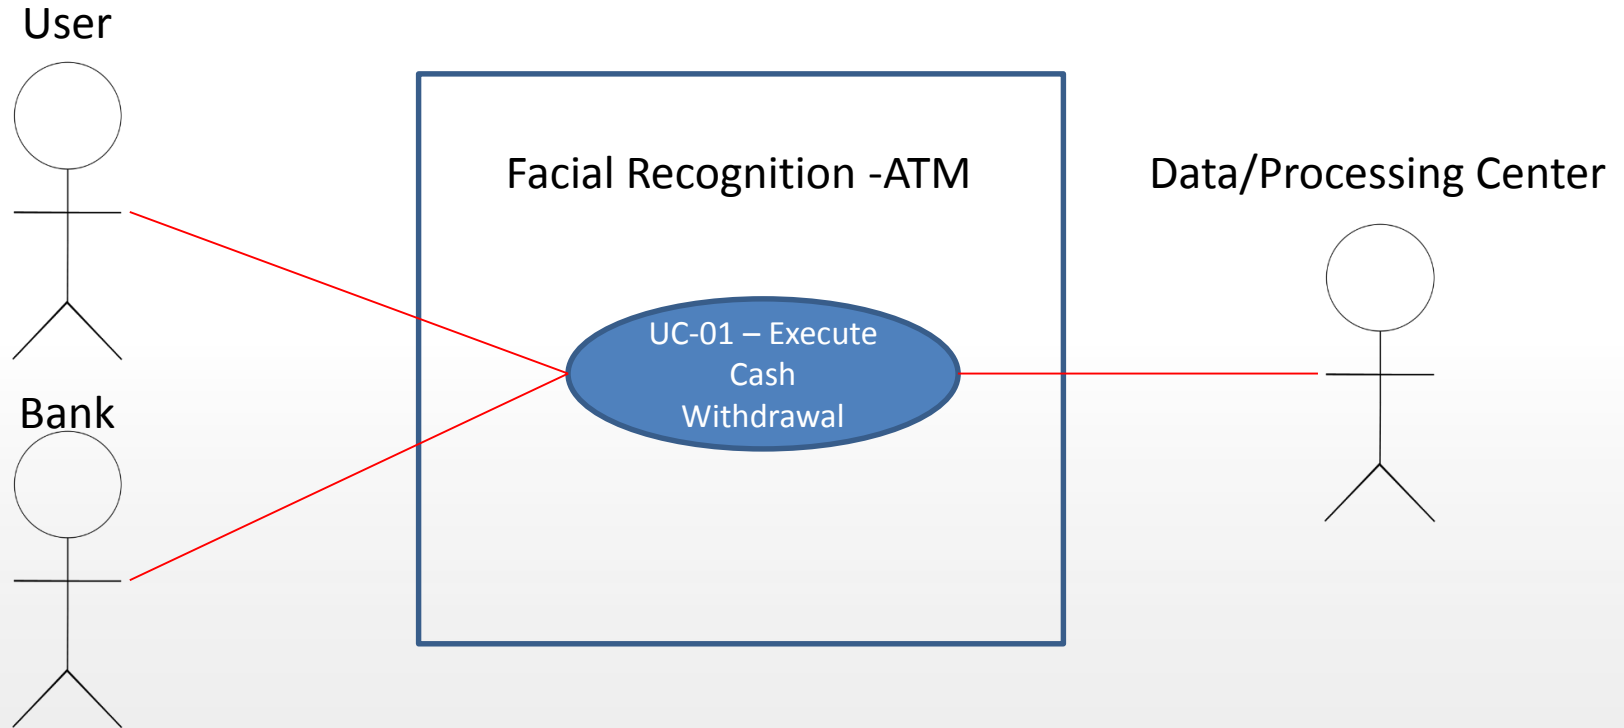 User
Facial Recognition -ATM
Data/Processing Center
UC-01 – Execute
Cash
Withdrawal
Bank